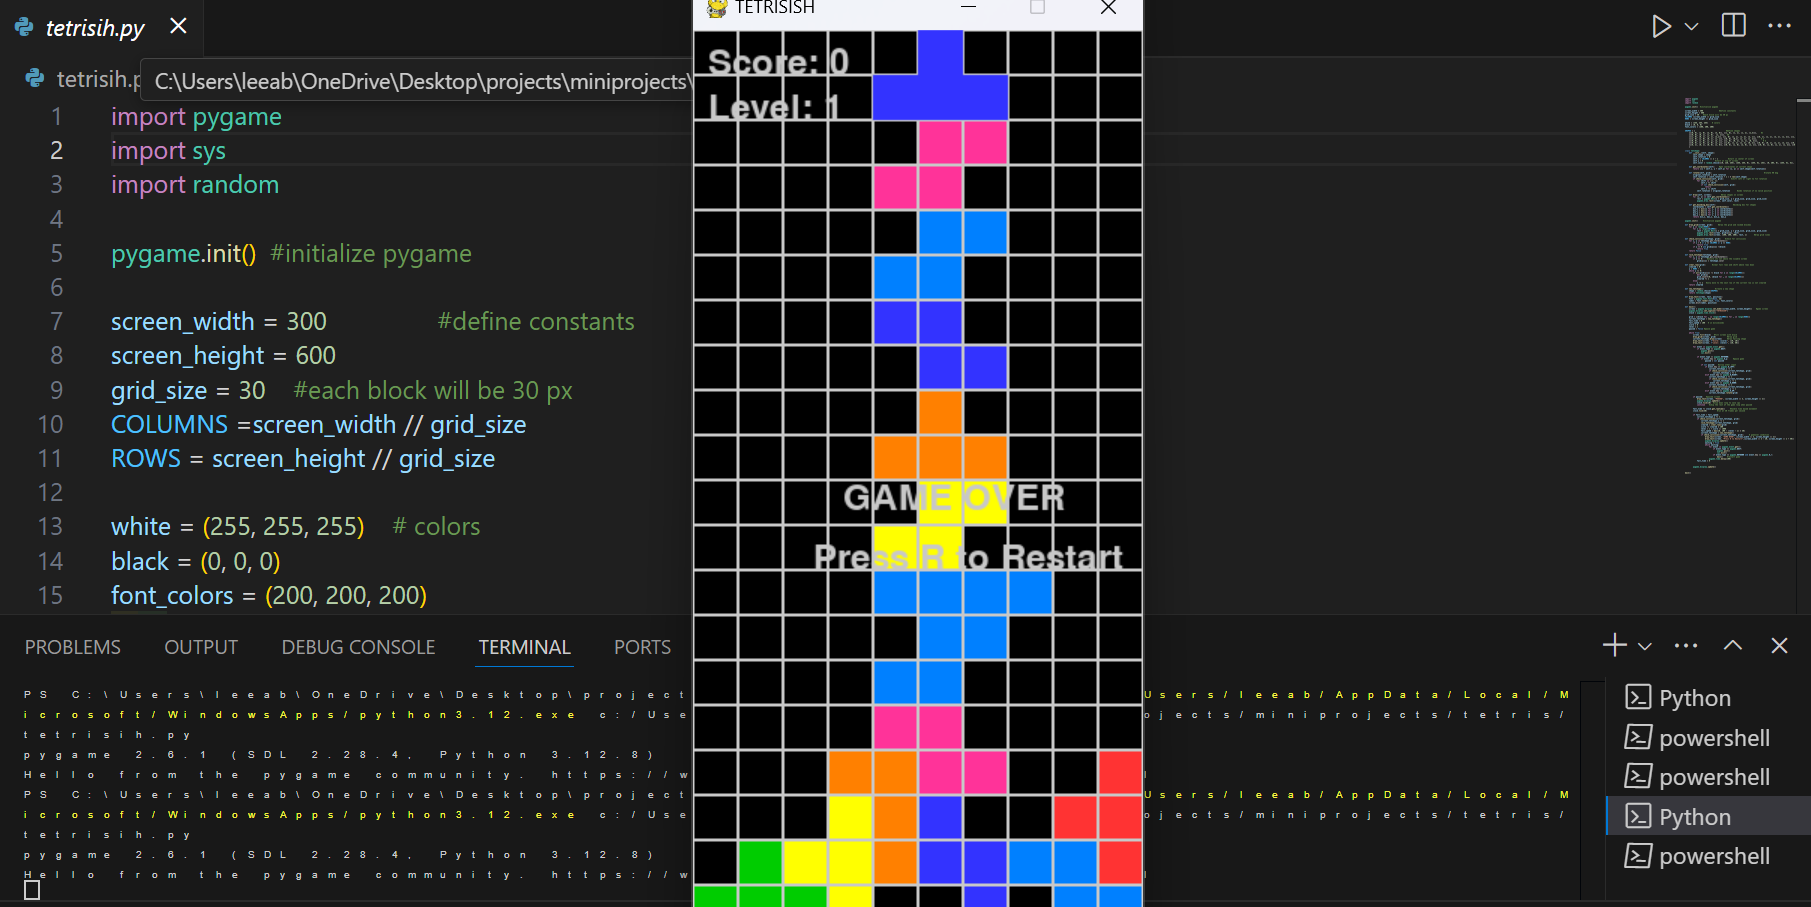 tetrisih.py
tetrisih.p
C:\Users\leeab\OneDrive\Desktop\projects\miniprojects\
1 import pygame
2 import sys
3 import random
4
5 pygame.init() #initialize pygame
6
7 screen_width = 300 #define constants
8 screen_height = 600
9 grid_size = 30 #each block will be 30 px
10 COLUMNS =screen_width // grid_size
11 ROWS = screen_height // grid_size
12
13 white = (255, 255, 255) # colors
14 black = (0, 0, 0)
15 font_colors = (200, 200, 200)
TETRISISH
Score: 0
Level: 1
GAME OVER
Press R to Restart
PROBLEMS OUTPUT DEBUG CONSOLE TERMINAL PORTS
PS C:\Users\leeab\OneDrive\Desktop\project Users/leeab/AppData/Local/M
icrosoft/WindowsApps/python3.12.exe c:/Use ojects/miniprojects/tetris/
tetrisih.py
pygame 2.6.1 (SDL 2.28.4, Python 3.12.8)
Hello from the pygame community. https://w
PS C:\Users\leeab\OneDrive\Desktop\project Users/leeab/AppData/Local/M
icrosoft/WindowsApps/python3.12.exe c:/Use ojects/miniprojects/tetris/
tetrisih.py
pygame 2.6.1 (SDL 2.28.4, Python 3.12.8)
Hello from the pygame community. https://w
Python
powershell
powershell
Python
powershell